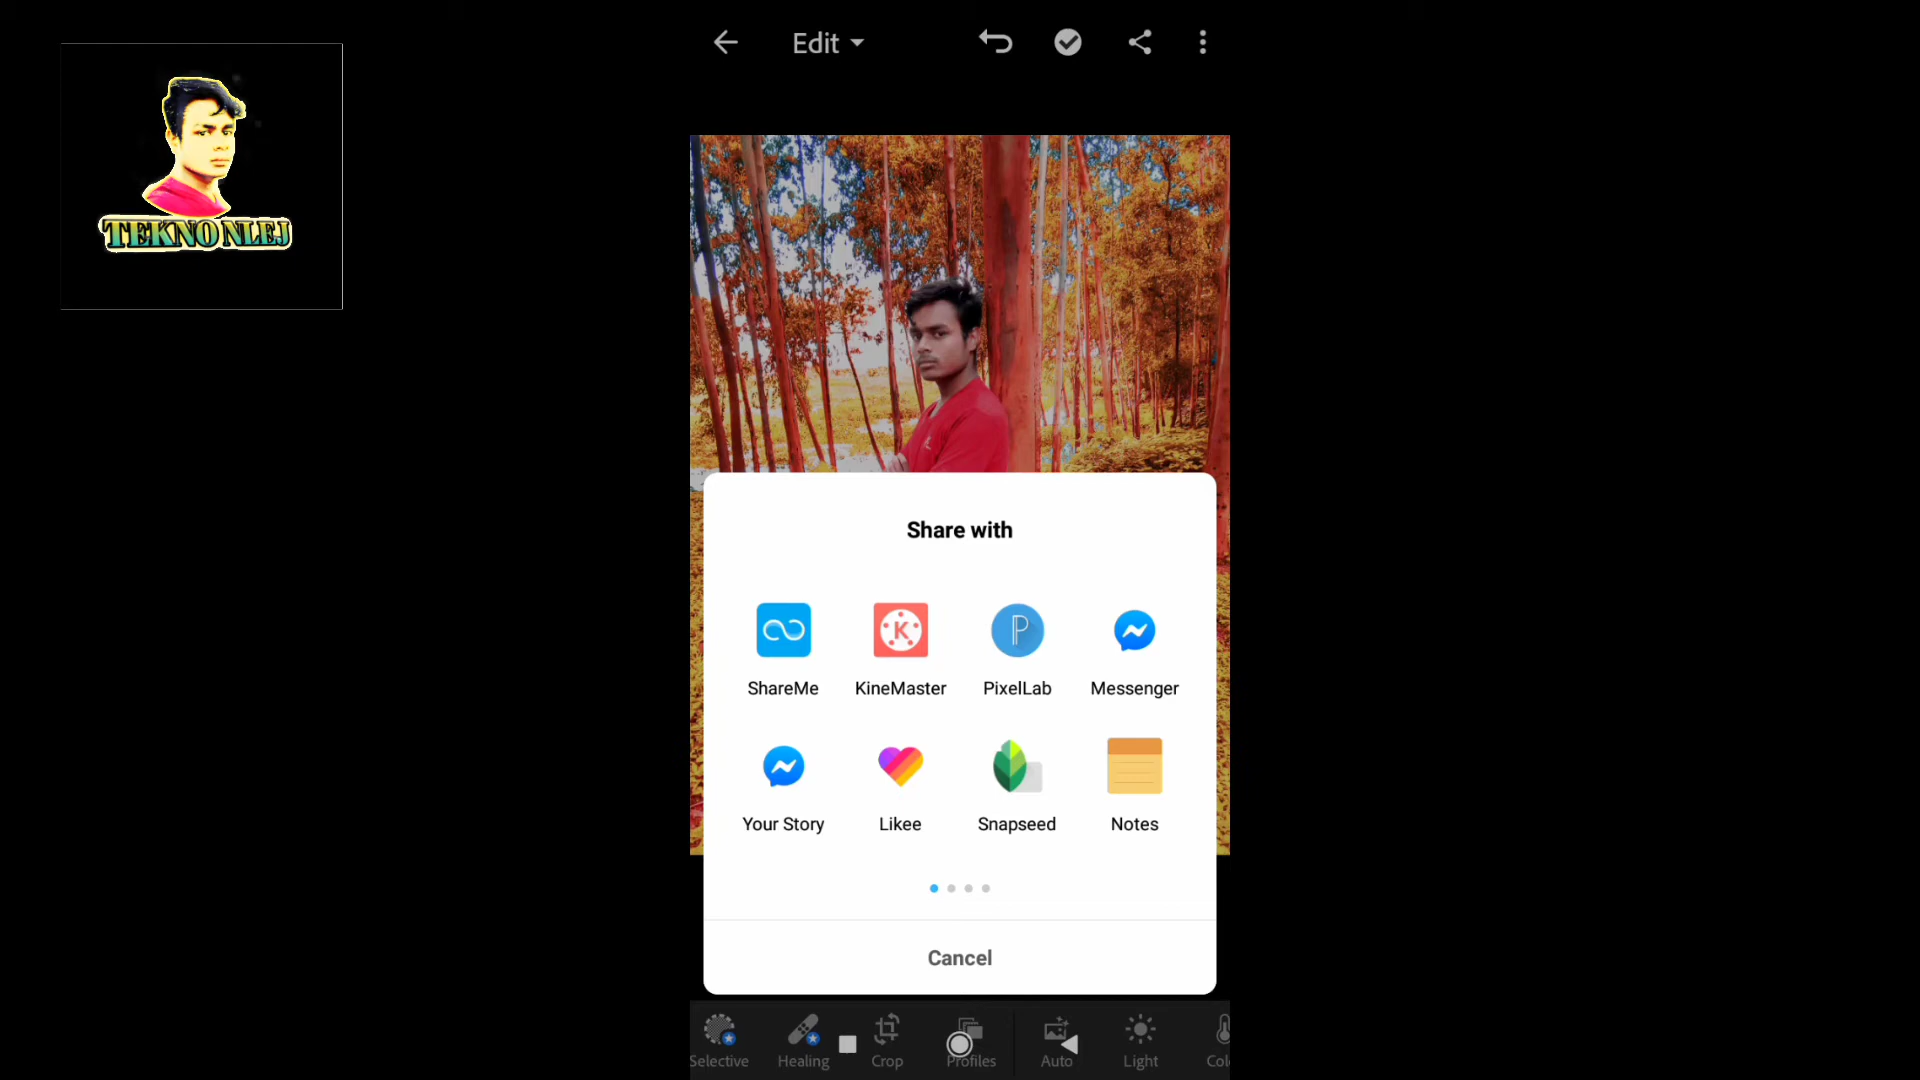 TEKNO NLEJ
Edit
Share with
ShareMe KineMaster PixelLab Messenger
Your Story Likee Snapseed Notes
Cancel
Selective Healing Crop Profiles Auto Light Col